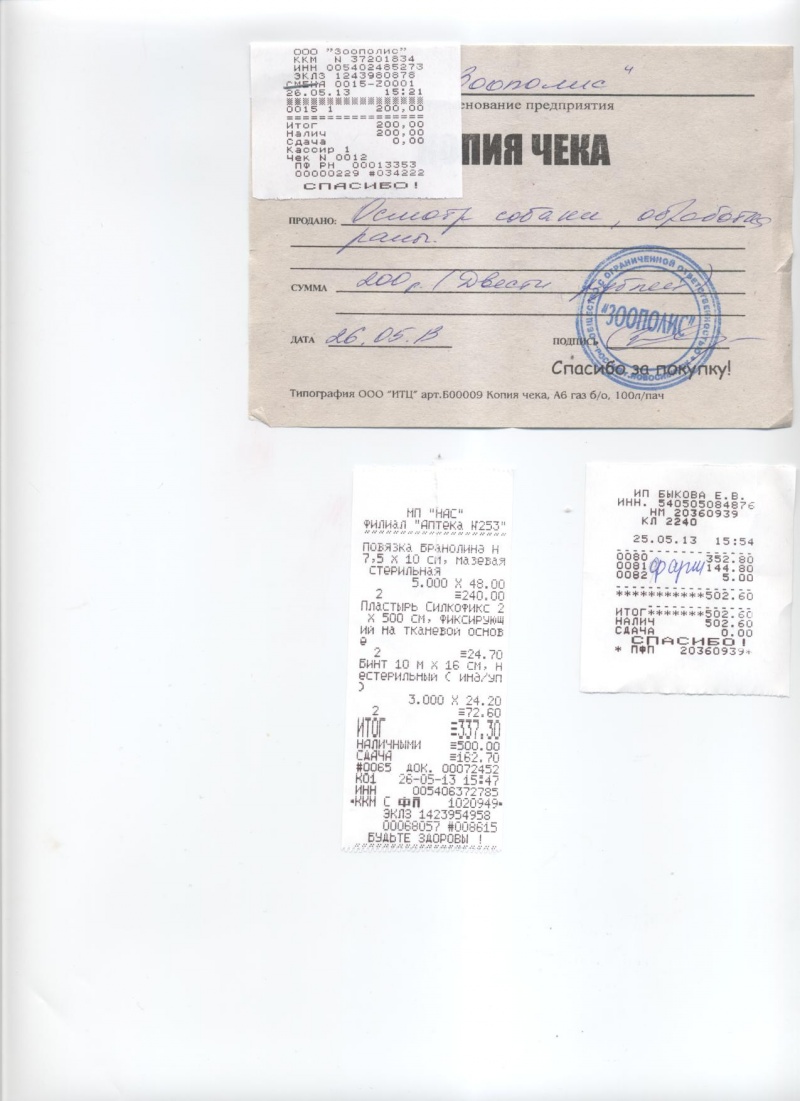 ООО "Зоополис"
ККМ N 37201834
ИНН 005402485273
ЭКЛЗ 1243980878
СМЕНА 0015-20001
26.05.13 15:21
0015 1 200,00
Итог 200,00
Налич 200,00
Сдача 0,00
Кассир 1
Чек N 0012
ПФ РН 00013353
00000229 #034222
СПАСИБО!
Зоополис"
енование предприятия
ПИЯ ЧЕКА
ПРОДАНО: Осмотр собаки, обработка
раны.
СУММА 200 р. (Двести рублей)
ДАТА 26.05.13 ПОДПИСЬ
"ЗООПОЛИС"
Спасибо за покупку!
Типография ООО "ИТЦ" арт.Б00009 Копия чека, А6 газ б/о, 100л/пач
МП "НАС"
Филиал "Аптека N253"
Повязка Бранолинд Н
7,5 X 10 см, мазевая
стерильная
5.000 X 48.00
2 ≡240.00
Пластырь Силкофикс 2
X 500 см, фиксирующ
ий на тканевой основ
е
2 ≡24.70
Бинт 10 м X 16 см, н
естерильный ( инд/уп
)
3.000 X 24.20
2 ≡72.60
ИТОГ ≡337,30
НАЛИЧНЫМИ ≡500.00
СДАЧА ≡162.70
#0065 ДОК. 00072452
К01 26-05-13 15:47
ИНН 005406372785
*ККМ С ФП 1020949*
ЭКЛЗ 1423954958
00068057 #008615
БУДЬТЕ ЗДОРОВЫ !
ИП БЫКОВА Е.В.
ИНН. 540505084876
НМ 20360939
КЛ 2240
25.05.13 15:54
0080 352.80
0081 фарш 144.80
0082 5.00
***********502.60
ИТОГ*******502.60
НАЛИЧ 502.60
СДАЧА 0.00
СПАСИБО!
* ПФП 20360939*